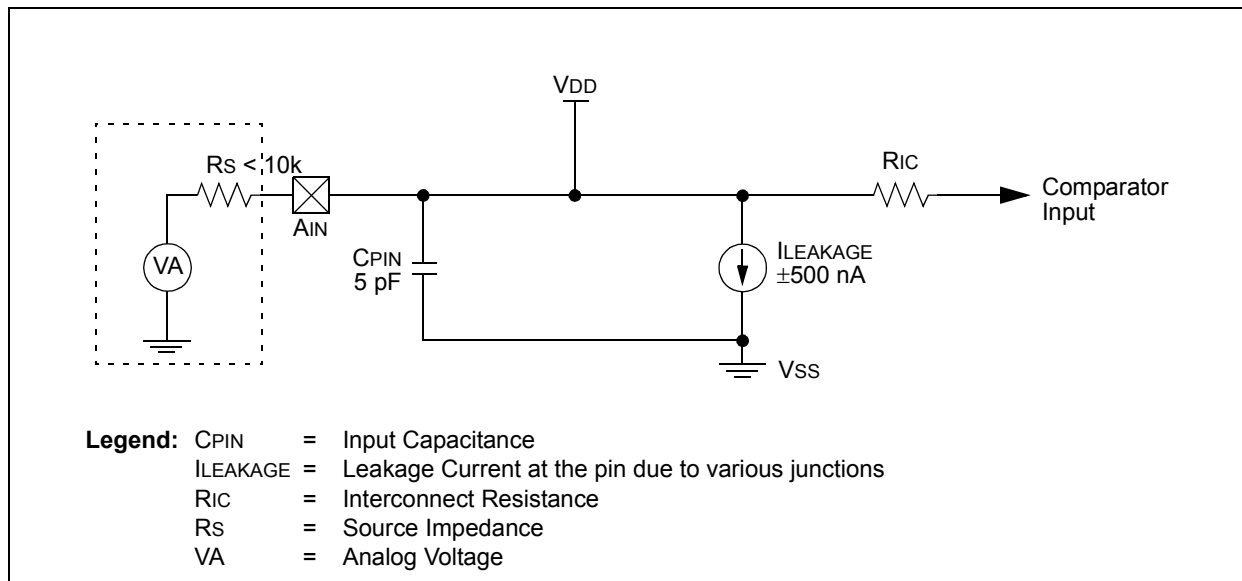 VDD
RS < 10k
RIC
Comparator
Input
AIN
CPIN
5 pF
VA
ILEAKAGE
±500 nA
VSS
Legend: CPIN = Input Capacitance
ILEAKAGE = Leakage Current at the pin due to various junctions
RIC = Interconnect Resistance
RS = Source Impedance
VA = Analog Voltage